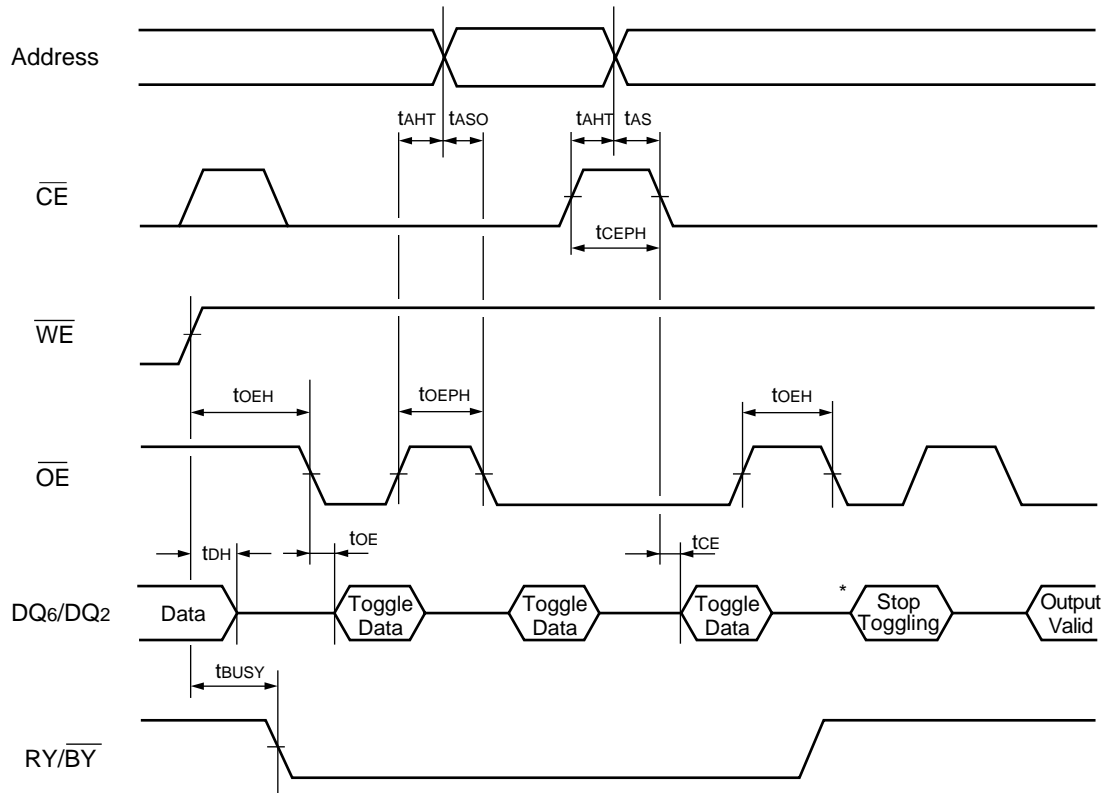 Address
tAHT tASO tAHT tAS
CE
tCEPH
WE
tOEH tOEPH tOEH
OE
tDH tOE tCE
DQ6/DQ2
Data
Toggle
Data
Toggle
Data
Toggle
Data
*
Stop
Toggling
Output
Valid
tBUSY
RY/BY